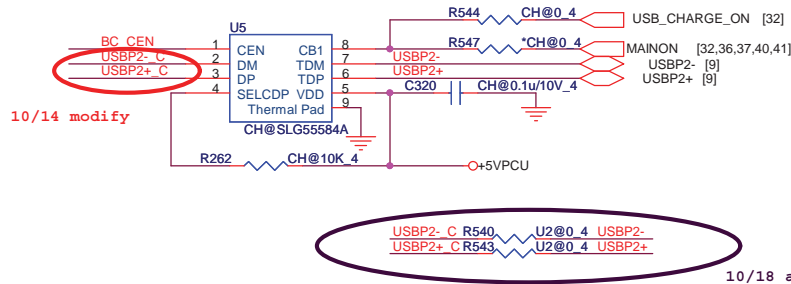 R544 CH@0_4 USB_CHARGE_ON [32]
U5
BC_CEN 1 CEN CB1 8 R547 *CH@0_4 MAINON [32,36,37,40,41]
USBP2-_C 2 DM TDM 7 USBP2- USBP2- [9]
USBP2+_C 3 DP TDP 6 USBP2+ USBP2+ [9]
4 SELCDP VDD 5 C320 CH@0.1u/10V_4
Thermal Pad 9
10/14 modify
CH@SLG55584A
R262 CH@10K_4 +5VPCU
USBP2-_C R540 U2@0_4 USBP2-
USBP2+_C R543 U2@0_4 USBP2+
10/18 a